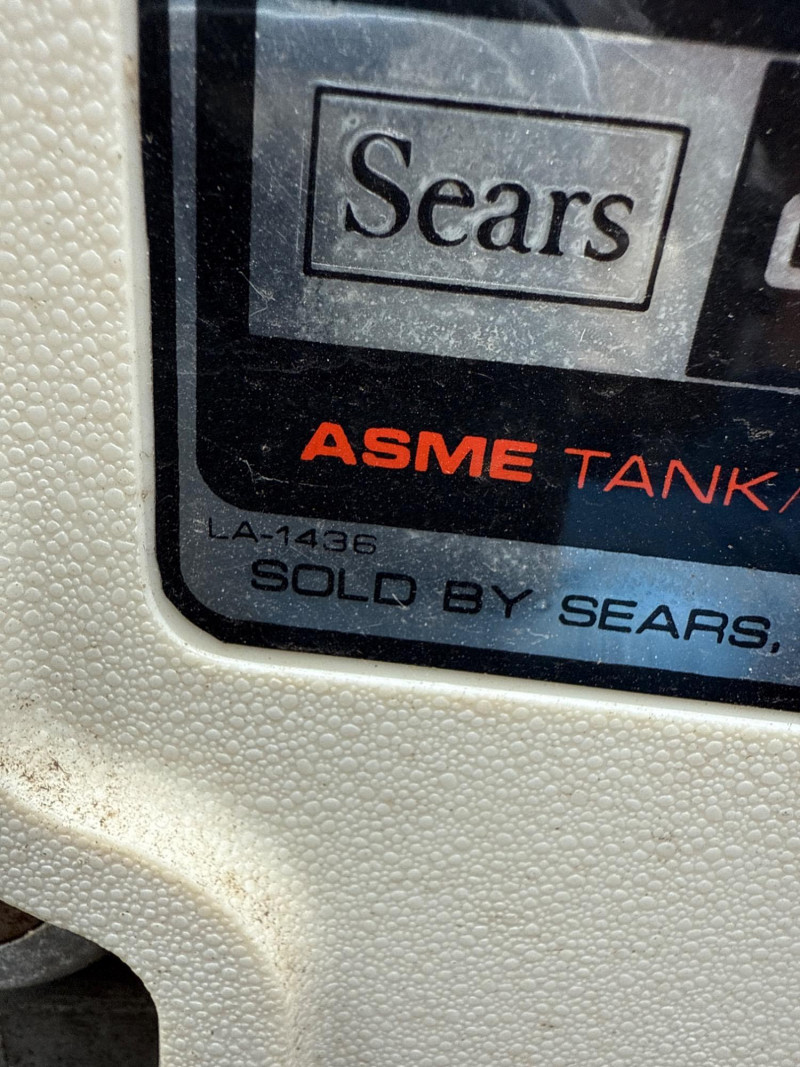 Sears
ASME TANK/
LA-1436
SOLD BY SEARS,